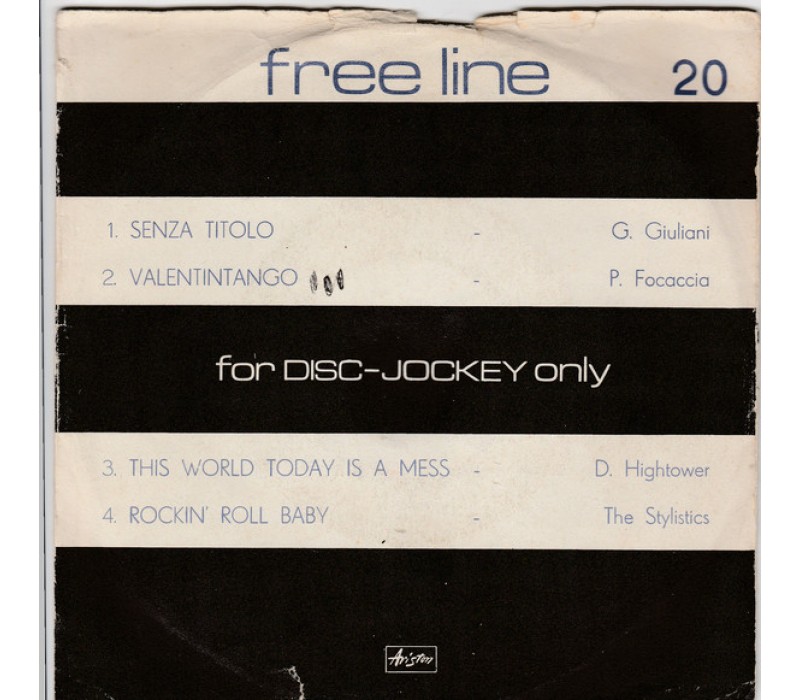 free line 20
1. SENZA TITOLO - G. Giuliani
2. VALENTINTANGO - P. Focaccia
for DISC-JOCKEY only
3. THIS WORLD TODAY IS A MESS - D. Hightower
4. ROCKIN' ROLL BABY - The Stylistics
Ariston